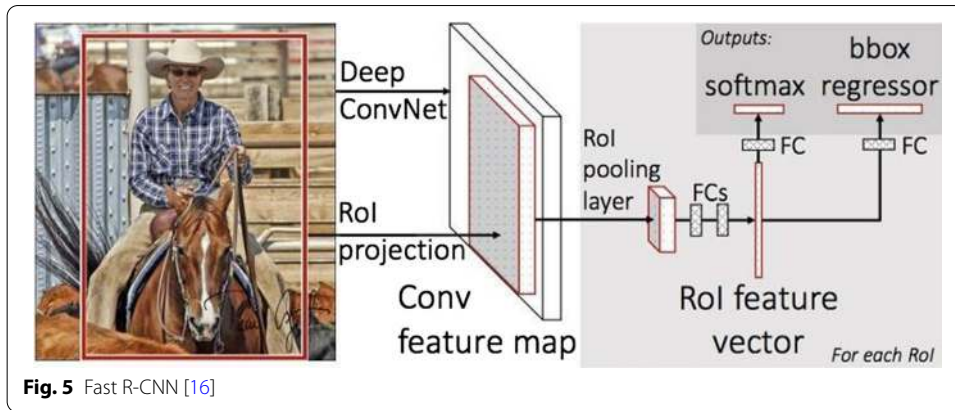 Deep
ConvNet
RoI
projection
Conv
feature map
RoI
pooling
layer
FCs
RoI feature
vector
Outputs:
softmax
bbox
regressor
FC
FC
For each RoI
Fig. 5 Fast R-CNN [16]